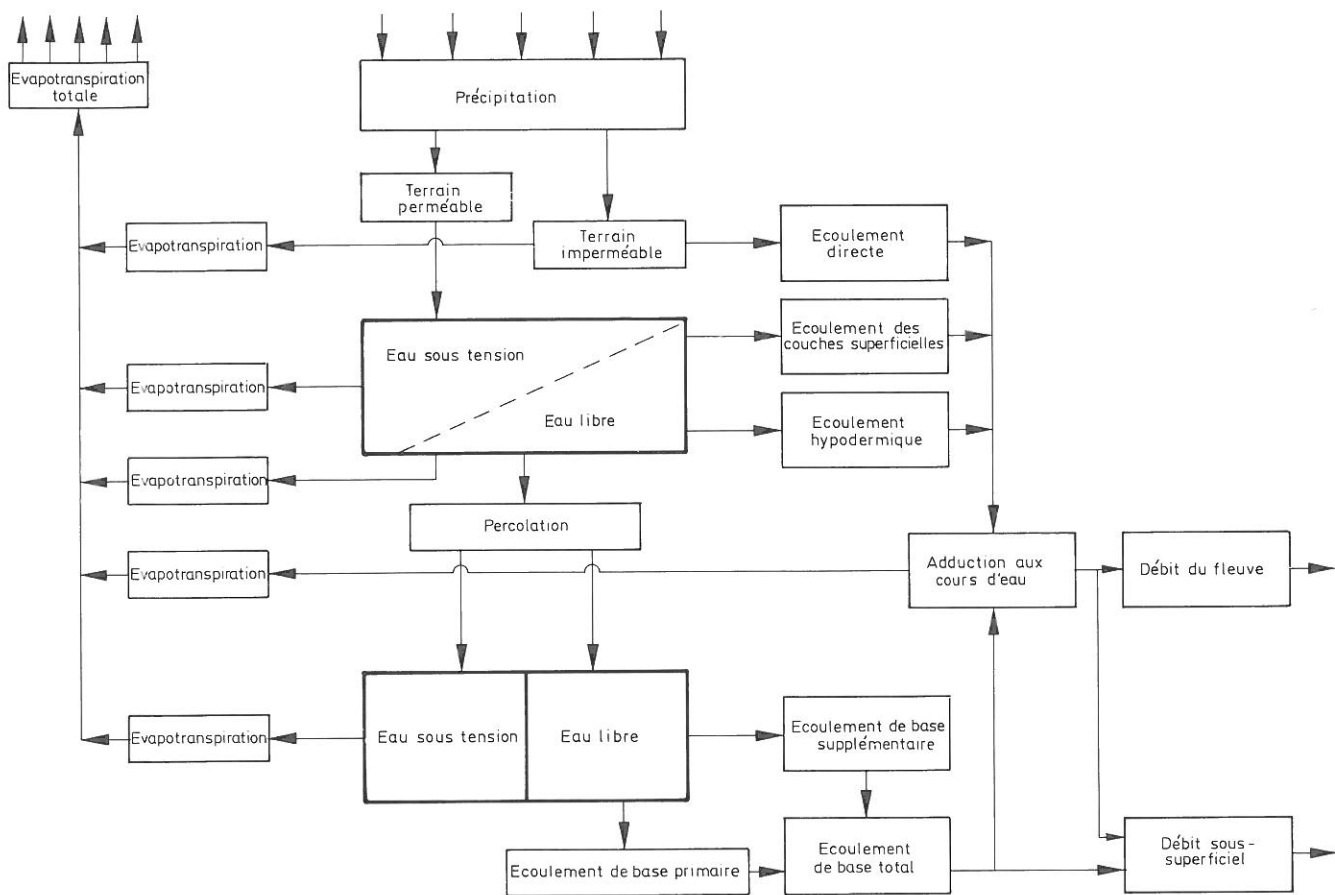 Evapotranspiration
totale
Précipitation
Terrain
perméable
Evapotranspiration
Terrain
imperméable
Ecoulement
directe
Eau sous tension
Eau libre
Ecoulement des
couches superficielles
Evapotranspiration
Ecoulement
hypodermique
Evapotranspiration
Percolation
Evapotranspiration
Adduction aux
cours d'eau
Débit du fleuve
Evapotranspiration
Eau sous tension
Eau libre
Ecoulement de base
supplémentaire
Ecoulement de base primaire
Ecoulement
de base total
Débit sous-
superficiel